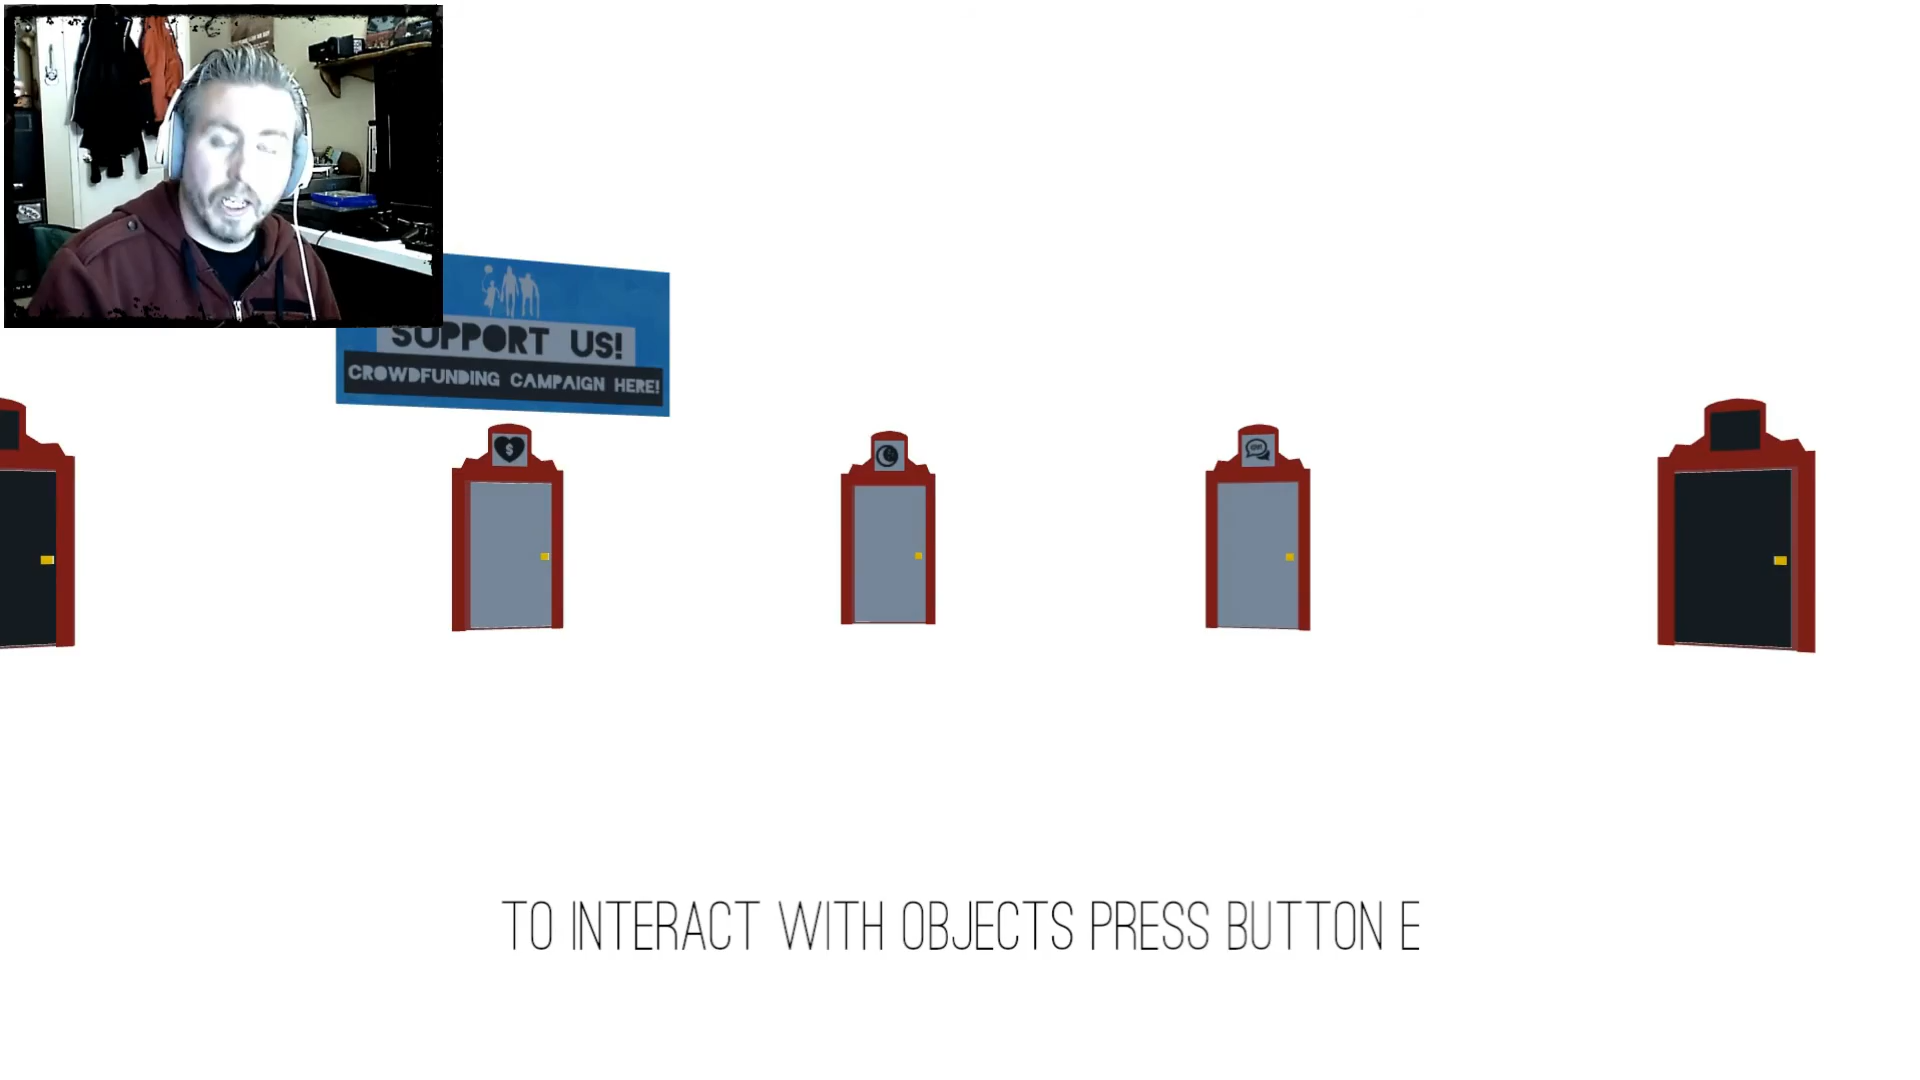 SUPPORT US!
CROWDFUNDING CAMPAIGN HERE!
$
TO INTERACT WITH OBJECTS PRESS BUTTON E